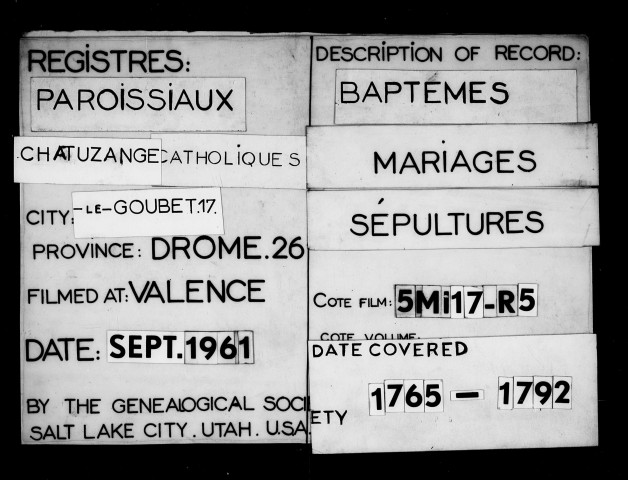 REGISTRES:
PAROISSIAUX
CHATUZANGE CATHOLIQUES
CITY: -LE-GOUBET.17.
PROVINCE: DROME.26
FILMED AT: VALENCE
DATE: SEPT. 1961
BY THE GENEALOGICAL SOCIETY
SALT LAKE CITY. UTAH. U.S.A
DESCRIPTION OF RECORD:
BAPTEMES
MARIAGES
SÉPULTURES
COTE FILM: 5Mi17-R5
COTE VOLUME:
DATE COVERED
1765 - 1792